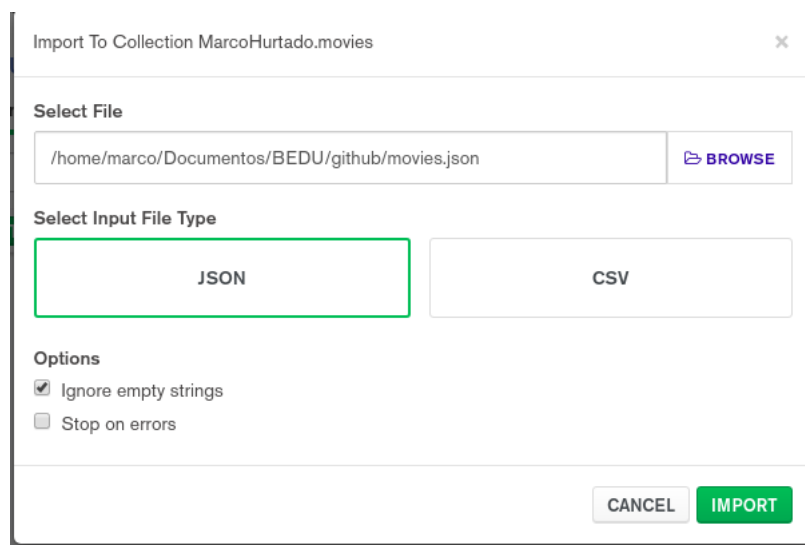 Import To Collection MarcoHurtado.movies
×
Select File
/home/marco/Documentos/BEDU/github/movies.json
BROWSE
Select Input File Type
JSON
CSV
Options
Ignore empty strings
Stop on errors
CANCEL
IMPORT